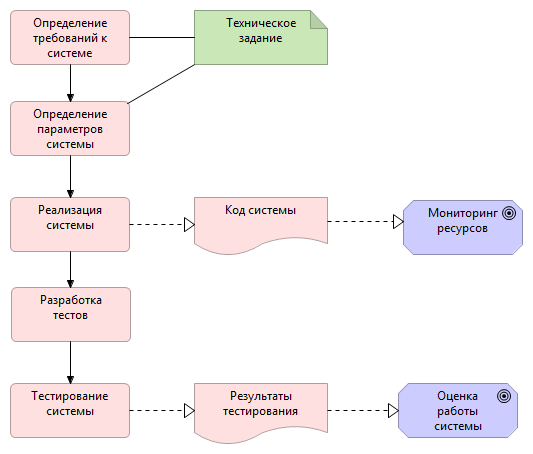 Определение
требований к
системе
Техническое
задание
Определение
параметров
системы
Реализация
системы
Код системы
Мониторинг
ресурсов
Разработка
тестов
Тестирование
системы
Результаты
тестирования
Оценка
работы
системы